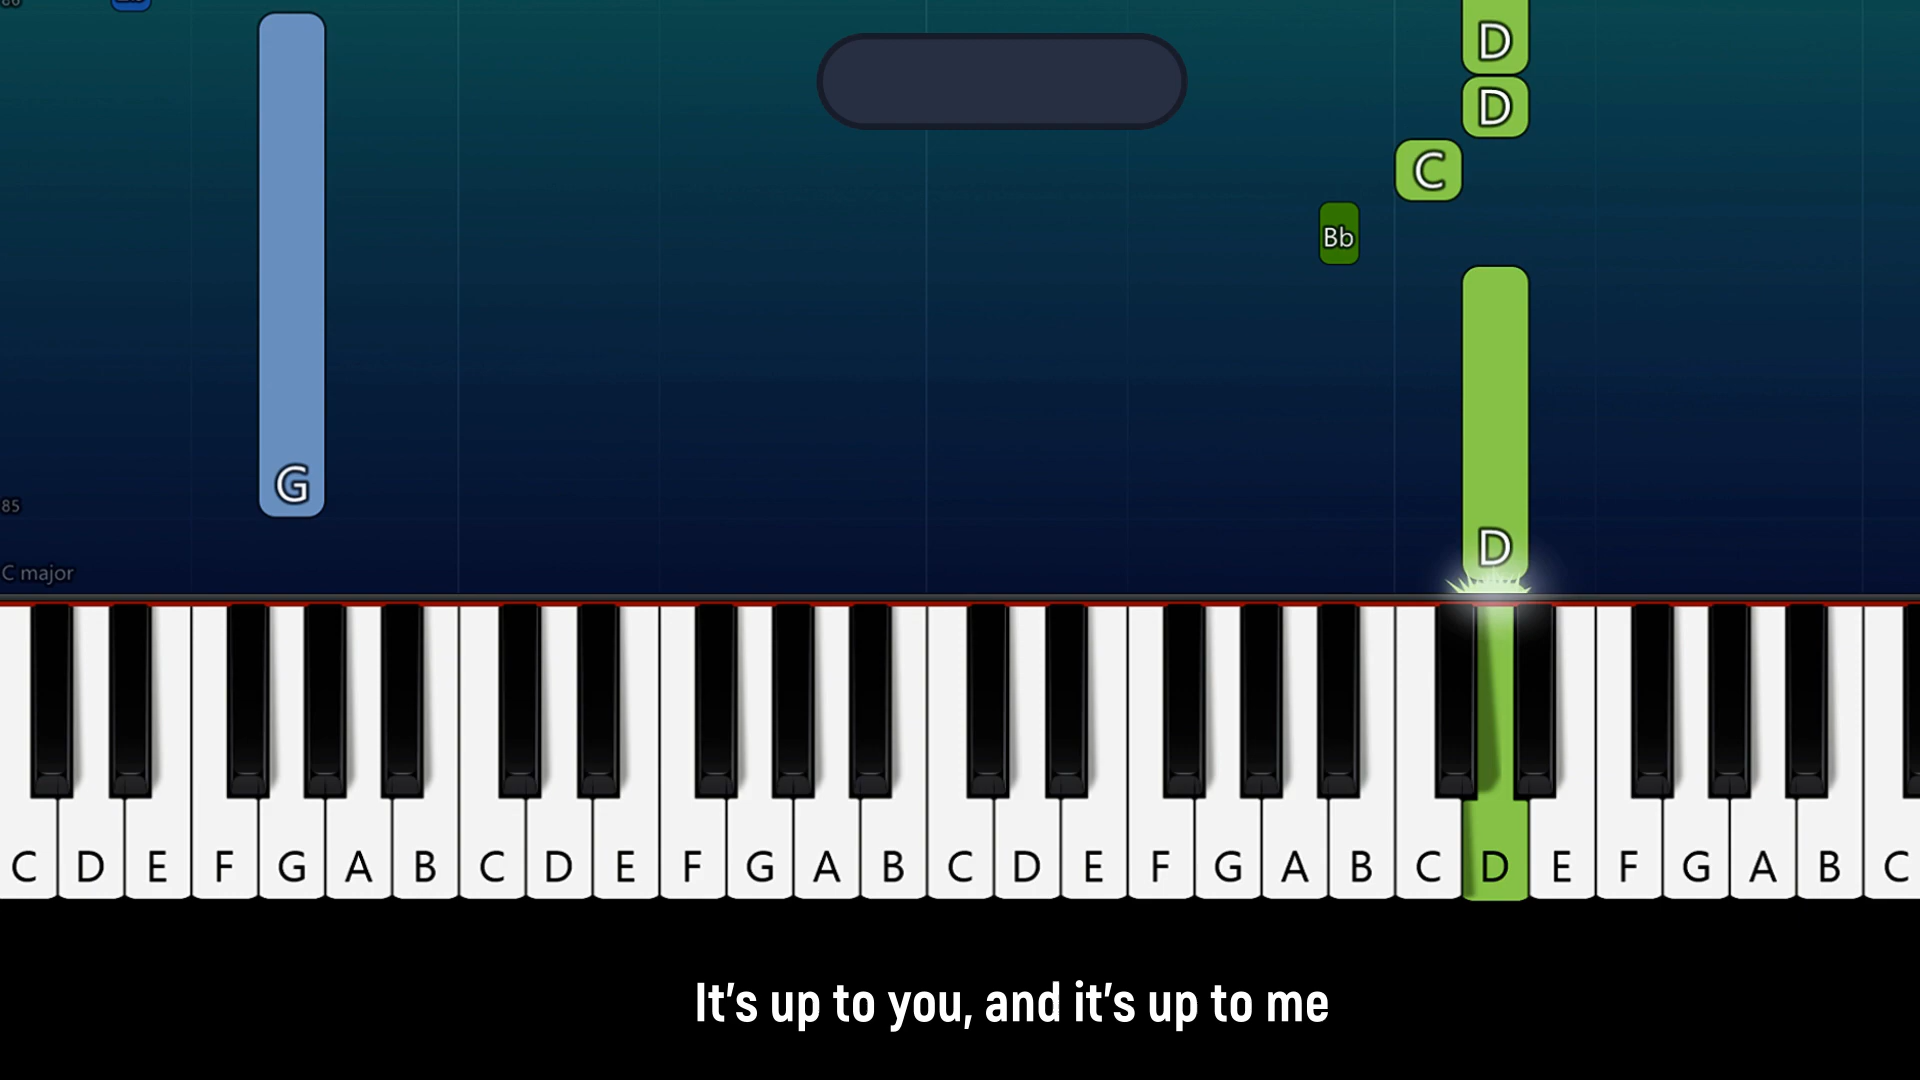 D
D
C
Bb
G
85
D
C major
C D E F G A B C D E F G A B C D E F G A B C D E F G A B C
It's up to you, and it's up to me